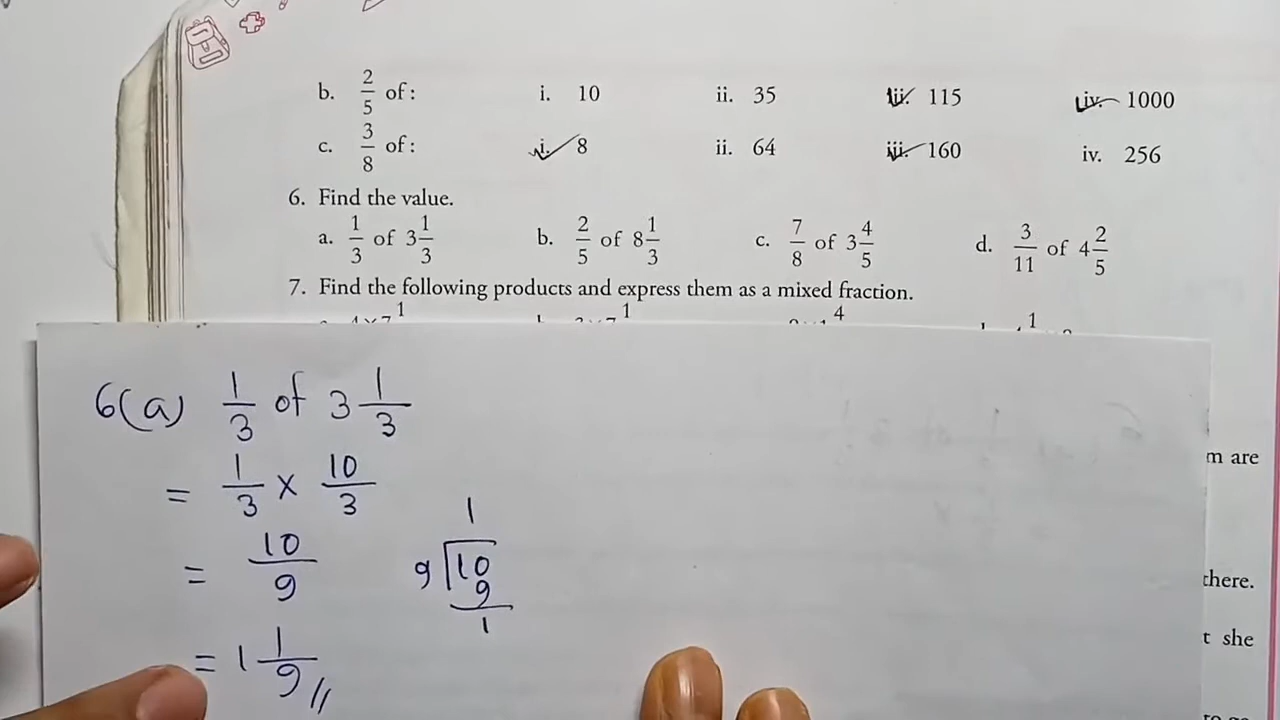 b. 2/5 of: i. 10 ii. 35 iii. 115 iv. 1000
c. 3/8 of: i. 8 ii. 64 iii. 160 iv. 256
6. Find the value.
a. 1/3 of 3 1/3 b. 2/5 of 8 1/3 c. 7/8 of 3 4/5 d. 3/11 of 4 2/5
7. Find the following products and express them as a mixed fraction.
6(a) 1/3 of 3 1/3
= 1/3 × 10/3
= 10/9
1
9 10
9
1
= 1 1/9 //
m are
there.
t she